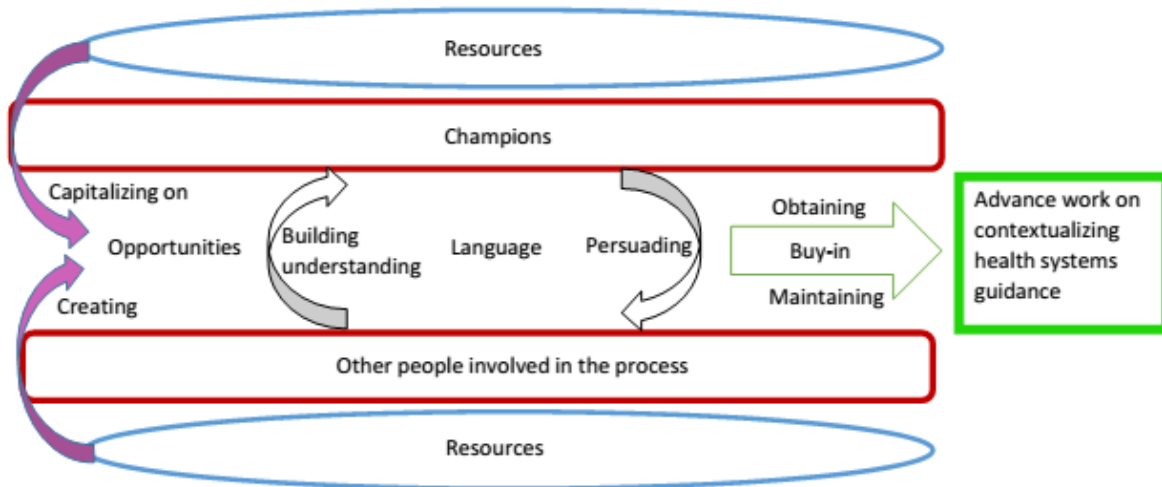 Resources
Champions
Capitalizing on
Opportunities
Creating
Building
understanding
Language
Persuading
Obtaining
Buy-in
Maintaining
Advance work on
contextualizing
health systems
guidance
Other people involved in the process
Resources